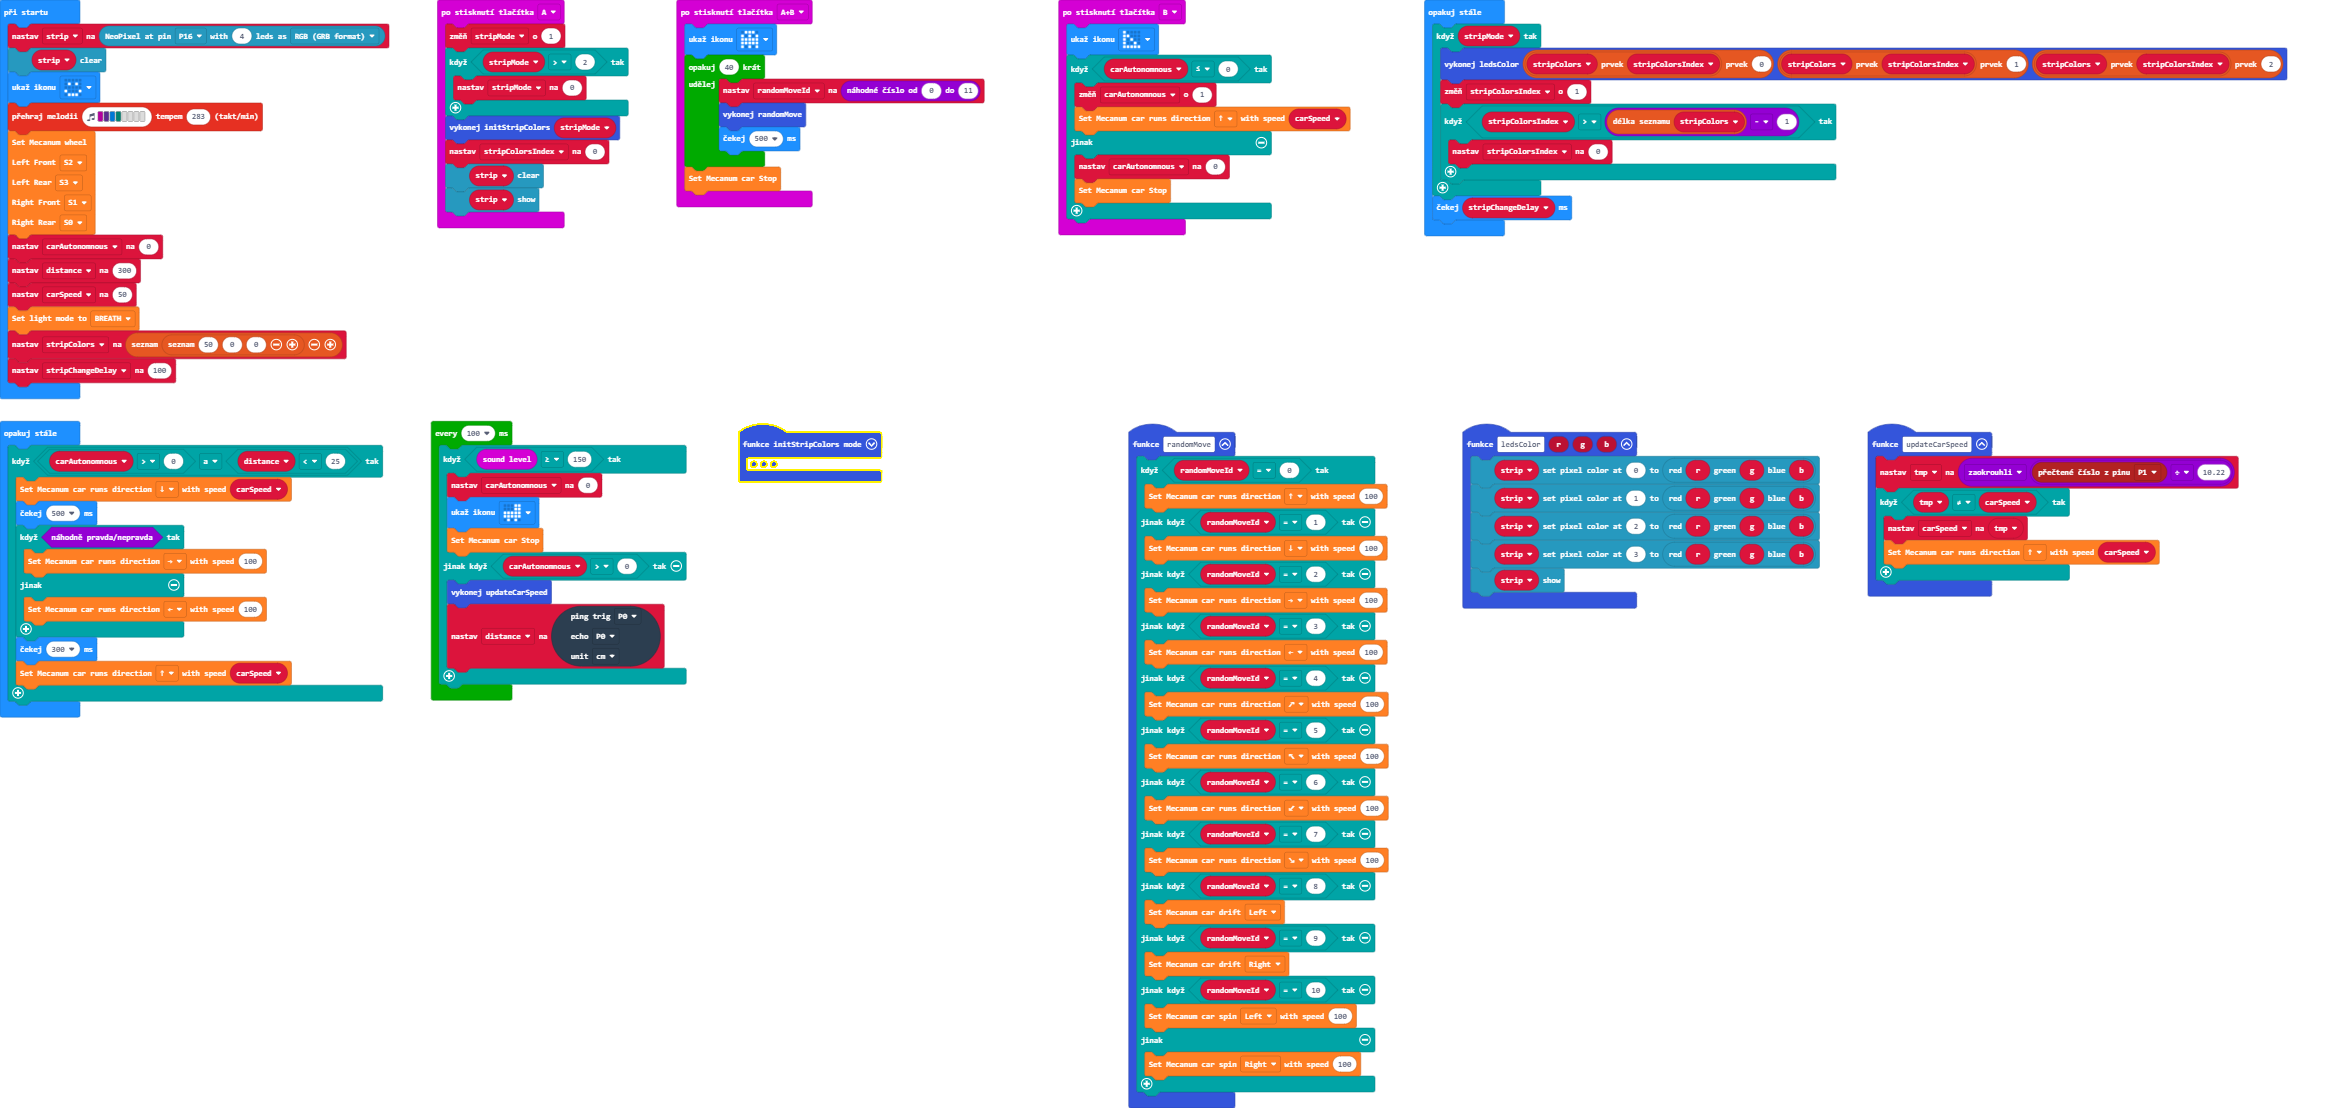 při startu
nastav strip na NeoPixel at pin P16 with 4 leds as RGB (GRB format)
strip clear
ukaž ikonu
přehraj melodii tempem 283 (takt/min)
Set Mecanum wheel
Left Front S2
Left Rear S3
Right Front S1
Right Rear S0
nastav carAutonomnous na 0
nastav distance na 300
nastav carSpeed na 50
Set light mode to BREATH
nastav stripColors na seznam seznam 50 0 0
nastav stripChangeDelay na 100
po stisknutí tlačítka A
změň stripMode o 1
když stripMode > 2 tak
nastav stripMode na 0
vykonej initStripColors stripMode
nastav stripColorsIndex na 0
strip clear
strip show
po stisknutí tlačítka A+B
ukaž ikonu
opakuj 40 krát
udělej nastav randomMoveId na náhodné číslo od 0 do 11
vykonej randomMove
čekej 500 ms
Set Mecanum car Stop
po stisknutí tlačítka B
ukaž ikonu
když carAutonomnous ≤ 0 tak
změň carAutonomnous o 1
Set Mecanum car runs direction ↑ with speed carSpeed
jinak
nastav carAutonomnous na 0
Set Mecanum car Stop
opakuj stále
když stripMode tak
vykonej ledsColor stripColors prvek stripColorsIndex prvek 0 stripColors prvek stripColorsIndex prvek 1 stripColors prvek stripColorsIndex prvek 2
změň stripColorsIndex o 1
když stripColorsIndex > délka seznamu stripColors - 1 tak
nastav stripColorsIndex na 0
čekej stripChangeDelay ms
opakuj stále
když carAutonomnous > 0 a distance < 25 tak
Set Mecanum car runs direction ↓ with speed carSpeed
čekej 500 ms
když náhodně pravda/nepravda tak
Set Mecanum car runs direction → with speed 100
jinak
Set Mecanum car runs direction ← with speed 100
čekej 300 ms
Set Mecanum car runs direction ↑ with speed carSpeed
every 100 ms
když sound level ≥ 150 tak
nastav carAutonomnous na 0
ukaž ikonu
Set Mecanum car Stop
jinak když carAutonomnous > 0 tak
vykonej updateCarSpeed
nastav distance na ping trig P0
echo P0
unit cm
funkce initStripColors mode
funkce randomMove
když randomMoveId = 0 tak
Set Mecanum car runs direction ↑ with speed 100
jinak když randomMoveId = 1 tak
Set Mecanum car runs direction ↓ with speed 100
jinak když randomMoveId = 2 tak
Set Mecanum car runs direction → with speed 100
jinak když randomMoveId = 3 tak
Set Mecanum car runs direction ← with speed 100
jinak když randomMoveId = 4 tak
Set Mecanum car runs direction ↗ with speed 100
jinak když randomMoveId = 5 tak
Set Mecanum car runs direction ↖ with speed 100
jinak když randomMoveId = 6 tak
Set Mecanum car runs direction ↙ with speed 100
jinak když randomMoveId = 7 tak
Set Mecanum car runs direction ↘ with speed 100
jinak když randomMoveId = 8 tak
Set Mecanum car drift Left
jinak když randomMoveId = 9 tak
Set Mecanum car drift Right
jinak když randomMoveId = 10 tak
Set Mecanum car spin Left with speed 100
jinak
Set Mecanum car spin Right with speed 100
funkce ledsColor r g b
strip set pixel color at 0 to red r green g blue b
strip set pixel color at 1 to red r green g blue b
strip set pixel color at 2 to red r green g blue b
strip set pixel color at 3 to red r green g blue b
strip show
funkce updateCarSpeed
nastav tmp na zaokrouhli přečtené číslo z pinu P1 ÷ 10.22
když tmp ≠ carSpeed tak
nastav carSpeed na tmp
Set Mecanum car runs direction ↑ with speed carSpeed